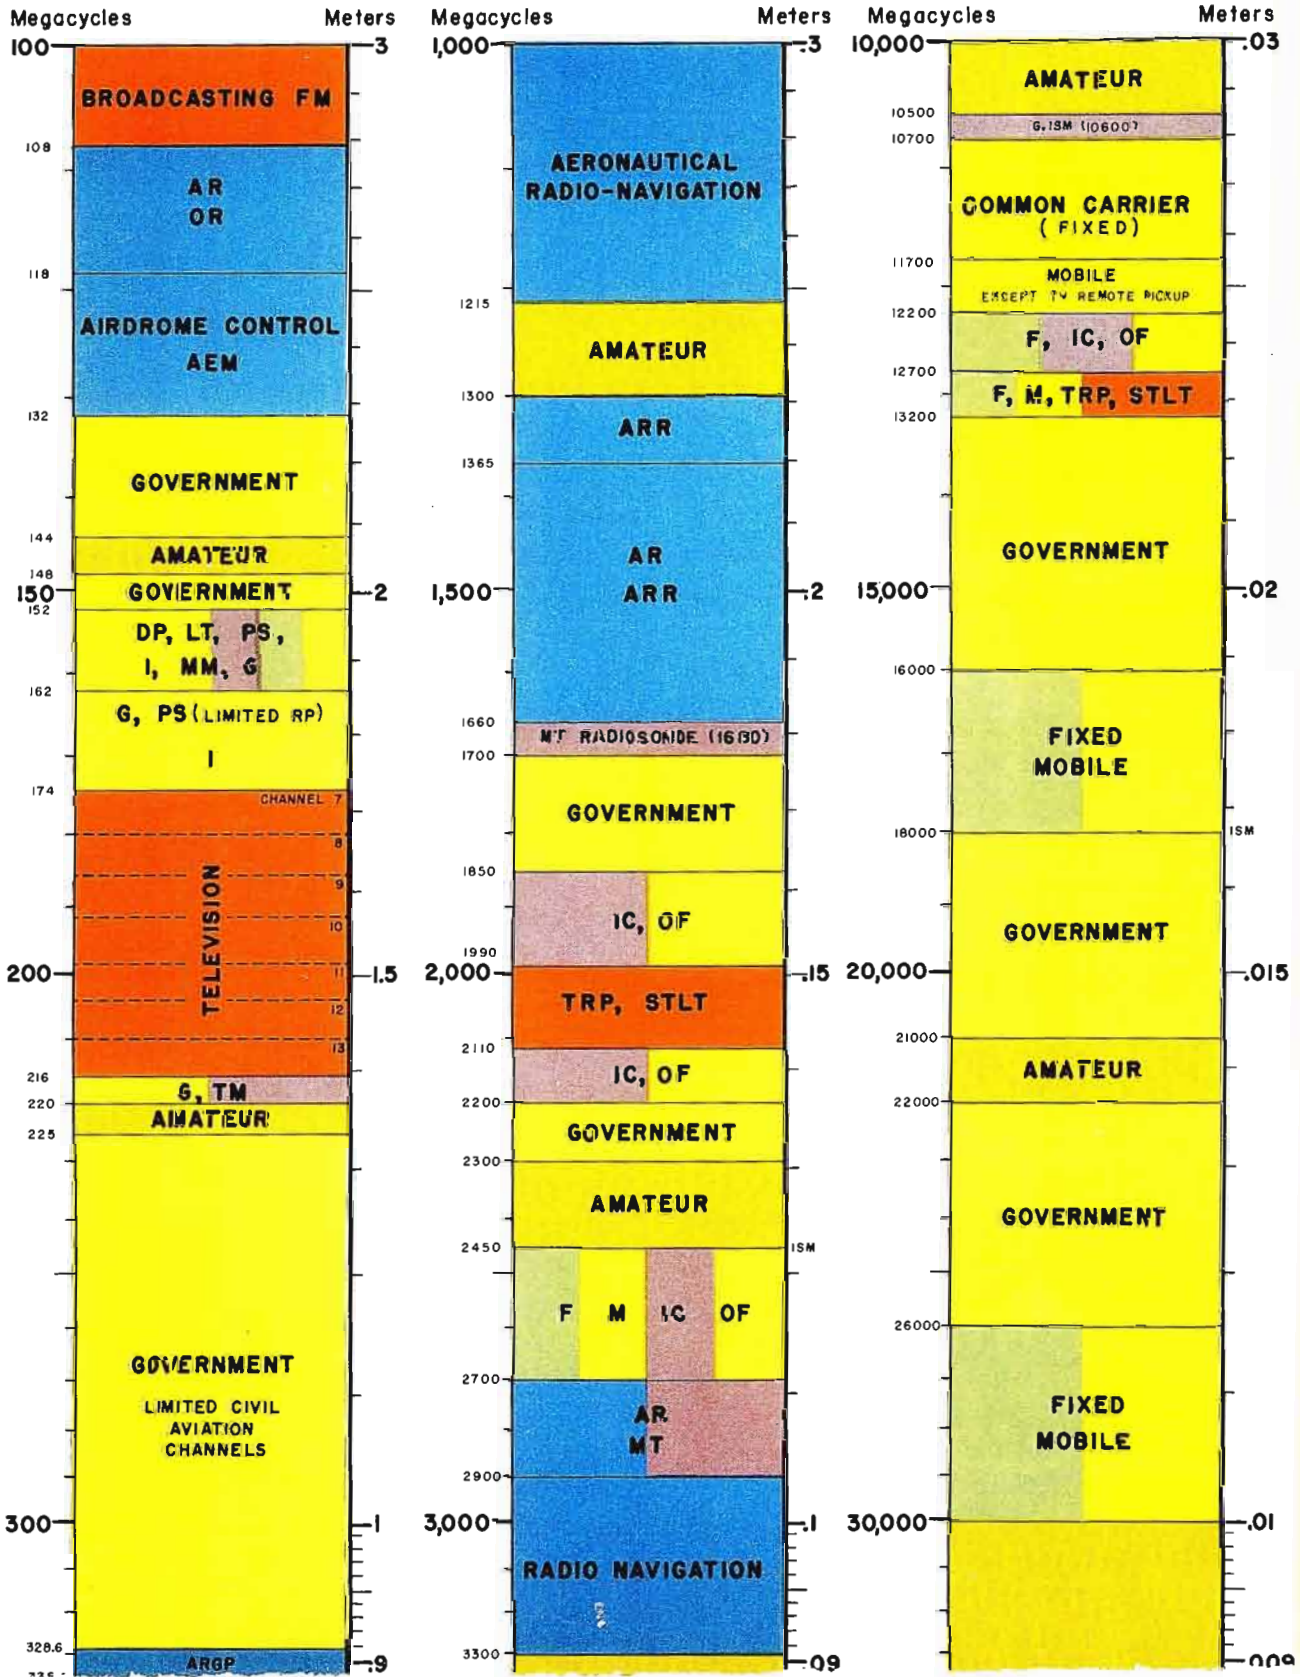 Megacycles Meters
100 3
BROADCASTING FM
108
AR
OR
118
AIRDROME CONTROL
AEM
132
GOVERNMENT
144
AMATEUR
148
150 GOVERNMENT 2
152
DP, LT, PS,
I, MM, G
162
G, PS (LIMITED RP)
I
174
CHANNEL 7
8
9
10
TELEVISION
11
200 1.5
12
13
216
G, TM
220
AMATEUR
225
GOVERNMENT
LIMITED CIVIL
AVIATION
CHANNELS
300 1
328.6
ARGP
.9
Megacycles Meters
1,000 .3
AERONAUTICAL
RADIO-NAVIGATION
1215
AMATEUR
1300
ARR
1365
AR
ARR
1,500 .2
1660
MT RADIOSONDE (1680)
1700
GOVERNMENT
1850
IC, OF
1990
2,000 .15
TRP, STLT
2110
IC, OF
2200
GOVERNMENT
2300
AMATEUR
2450 ISM
F M IC OF
2700
AR
MT
2900
3,000 .1
RADIO NAVIGATION
3300
.09
Megacycles Meters
10,000 .03
AMATEUR
10500
G.ISM (10600)
10700
COMMON CARRIER
(FIXED)
11700
MOBILE
EXCEPT TV REMOTE PICKUP
12200
F, IC, OF
12700
F, M, TRP, STLT
13200
GOVERNMENT
15,000 .02
16000
FIXED
MOBILE
18000 ISM
GOVERNMENT
20,000 .015
21000
AMATEUR
22000
GOVERNMENT
26000
FIXED
MOBILE
30,000 .01
.009